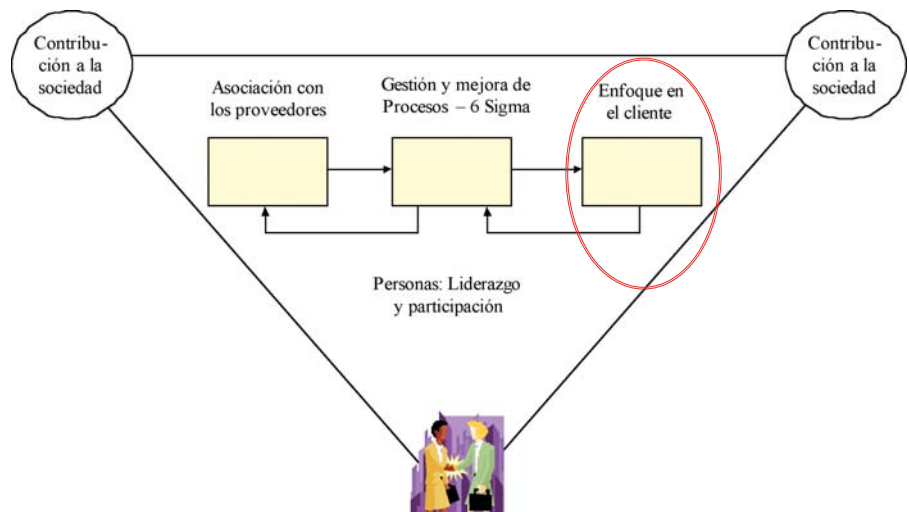 Contribu-
ción a la
sociedad
Contribu-
ción a la
sociedad
Asociación con
los proveedores
Gestión y mejora de
Procesos – 6 Sigma
Enfoque en
el cliente
Personas: Liderazgo
y participación